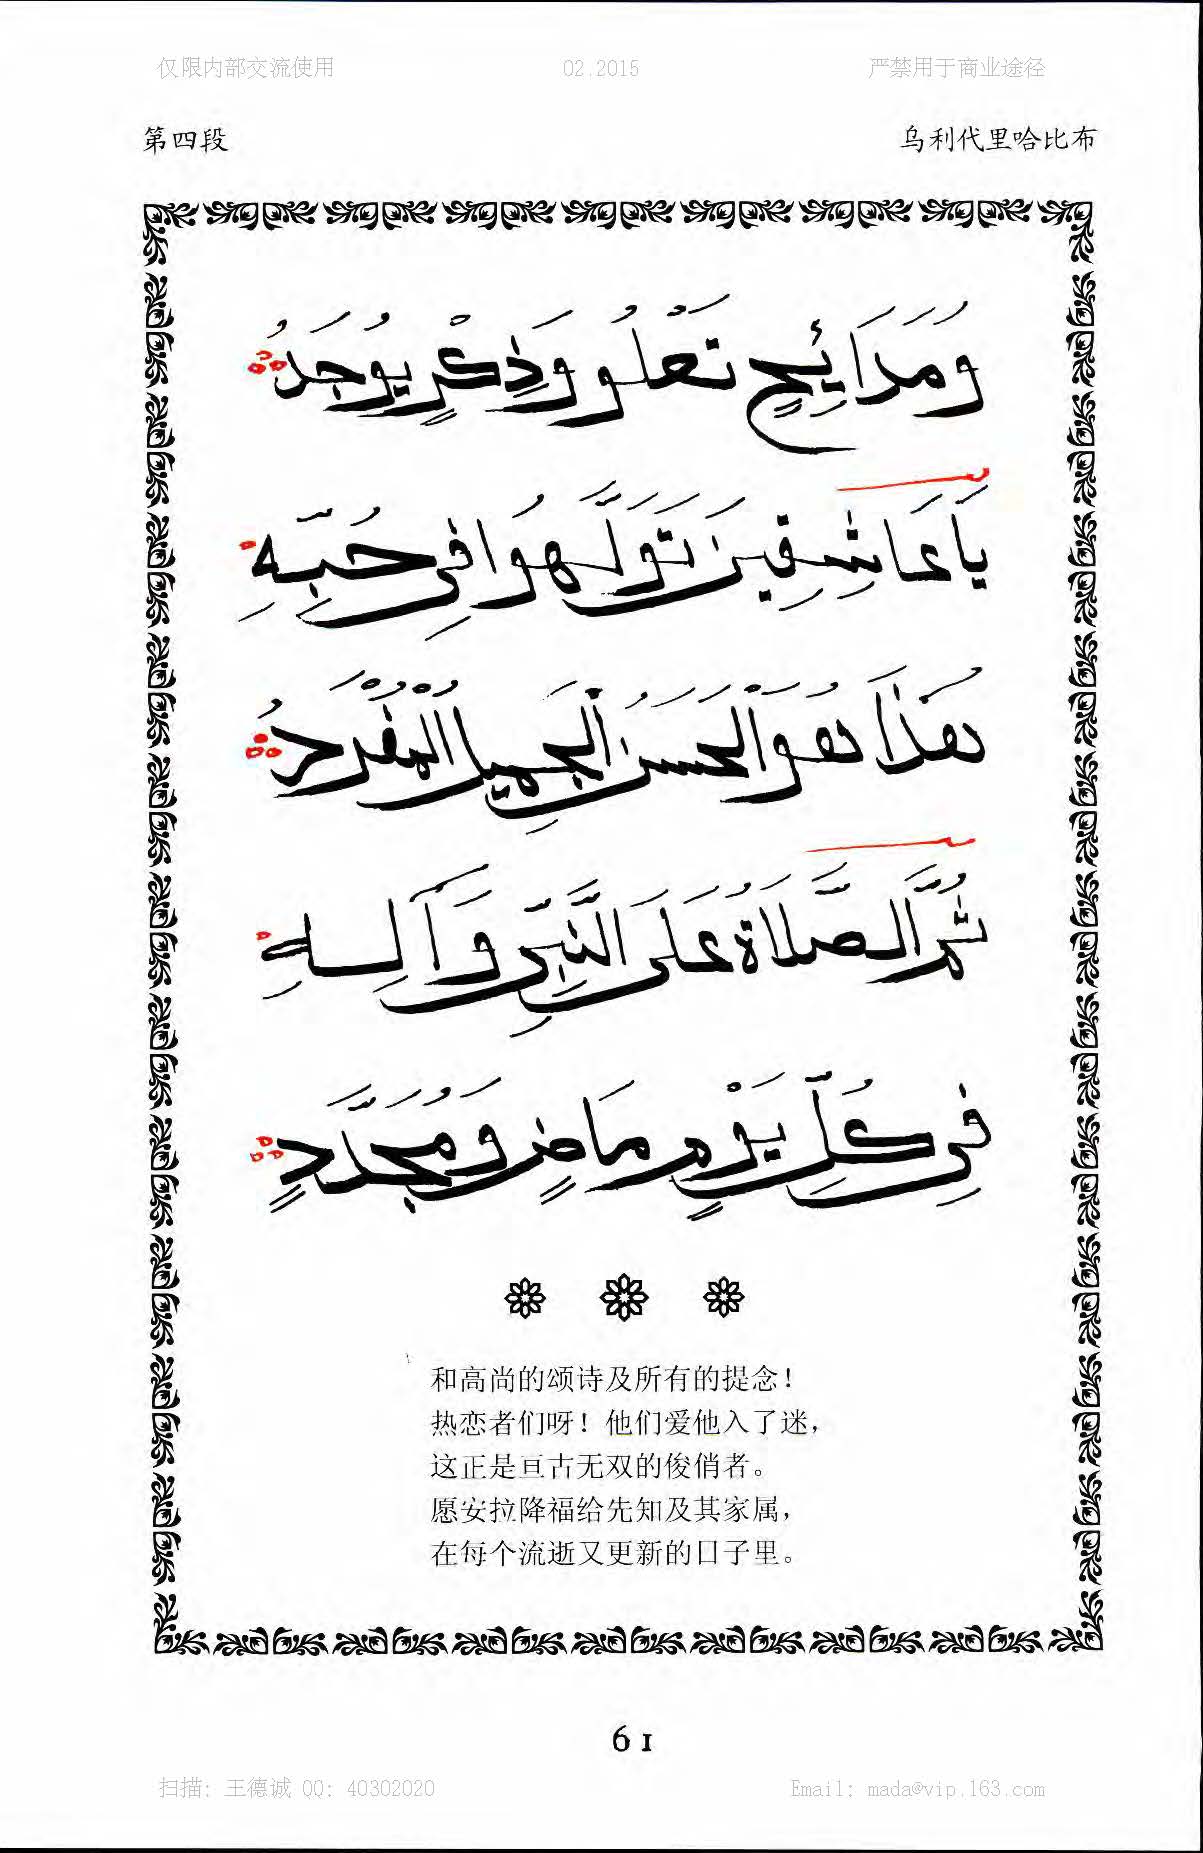 仅限内部交流使用 02.2015 严禁用于商业途径
第四段 乌利代里哈比布
وَمَدَائِحٍ تَعْلُو وَذِكْرٍ يُوجَدُ
يَا عَاشِقِينَ تَوَلَّهُوا فِي حُبِّهِ
هَذَا هُوَ الْحَسَنُ الْجَمِيلُ الْمُفْرَدُ
ثُمَّ الصَّلَاةُ عَلَى النَّبِيِّ وَآلِهِ
فِي كُلِّ يَوْمٍ مَاضٍ وَمُجَدَّدٍ
和高尚的颂诗及所有的提念!
热恋者们呀!他们爱他入了迷,
这正是亘古无双的俊俏者。
愿安拉降福给先知及其家属,
在每个流逝又更新的日子里。
61
扫描: 王德诚 QQ: 40302020 Email: mada@vip.163.com